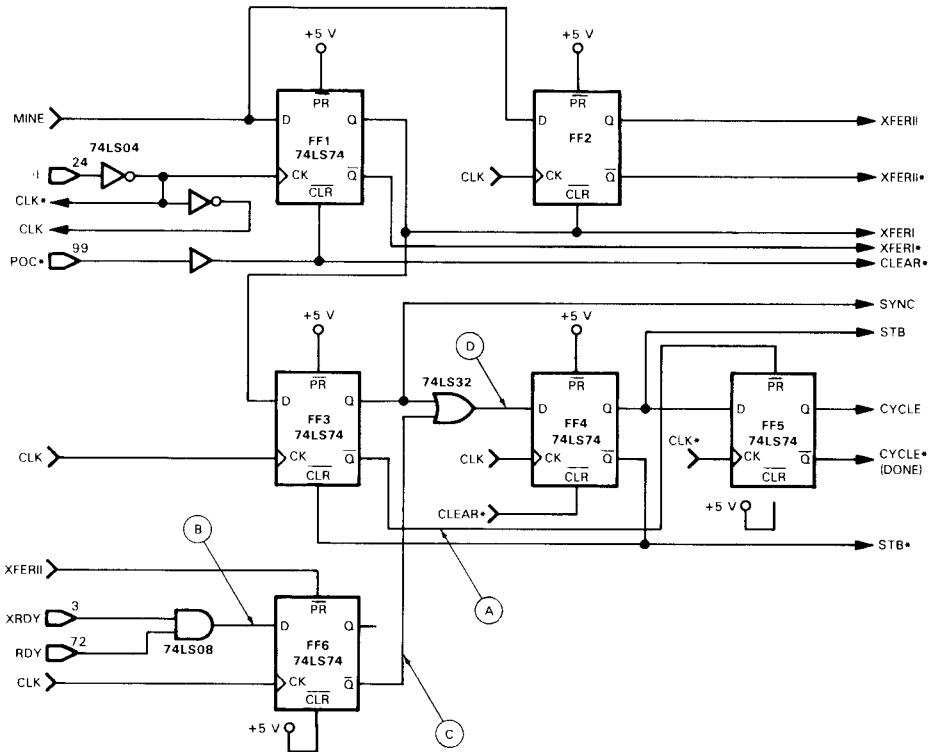 +5 V
+5 V
PR
PR
MINE
D
Q
D
Q
XFERII
74LS04
FF1
74LS74
FF2
24
CK
Q
CLK
CK
Q
XFERII*
CLK*
CLR
CLR
CLK
XFERI
99
XFERI*
POC*
CLEAR*
+5 V
+5 V
SYNC
D
STB
PR
74LS32
PR
PR
D
Q
D
Q
D
Q
CYCLE
FF3
74LS74
FF4
74LS74
FF5
74LS74
CLK*
CLK
CK
Q
CLK
CK
Q
CK
Q
CYCLE*
(DONE)
CLR
CLR
CLR
CLEAR*
+5 V
B
STB*
XFERII
PR
A
XRDY
3
D
Q
RDY
72
74LS08
FF6
74LS74
CLK
CK
Q
CLR
+5 V
C